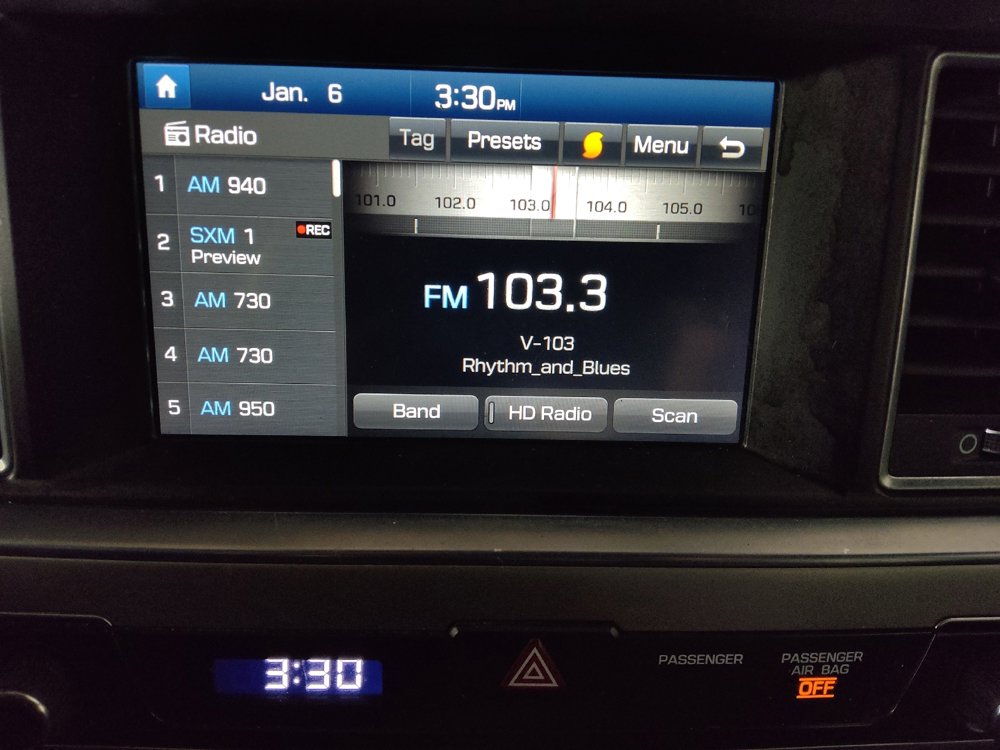 Jan. 6 3:30PM
Radio Tag Presets Menu
1 AM 940
2 SXM 1 REC
Preview
3 AM 730
4 AM 730
5 AM 950
101.0 102.0 103.0 104.0 105.0
FM 103.3
V-103
Rhythm_and_Blues
Band HD Radio Scan
3:30
PASSENGER
PASSENGER
AIR BAG
OFF